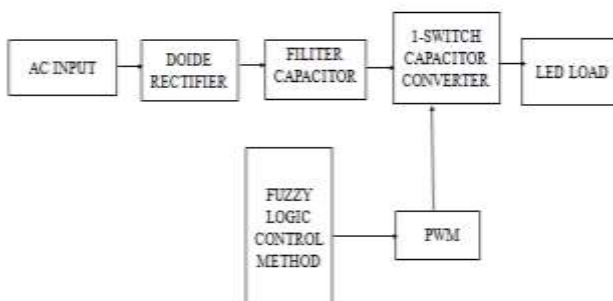 AC INPUT
DOIDE
RECTIFIER
FILITER
CAPACITOR
1-SWITCH
CAPACITOR
CONVERTER
LED LOAD
FUZZY
LOGIC
CONTROL
METHOD
PWM